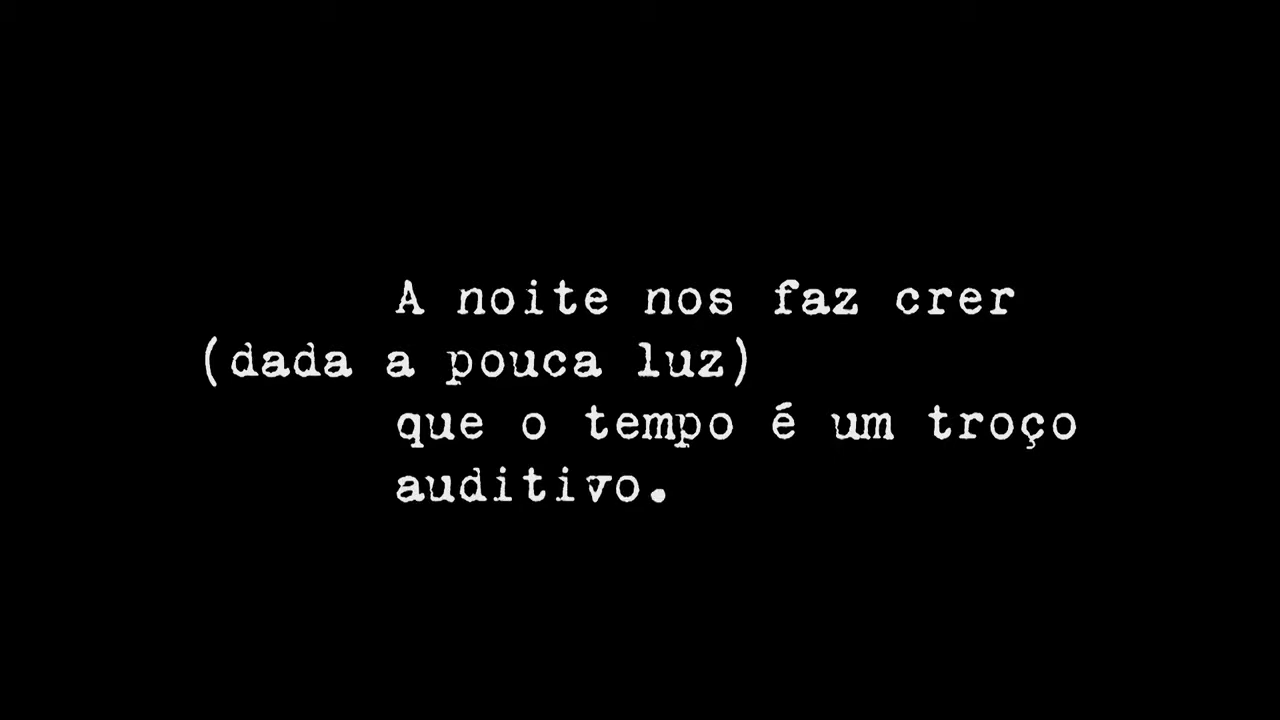 A noite nos faz crer
(dada a pouca luz)
que o tempo é um troço
auditivo.